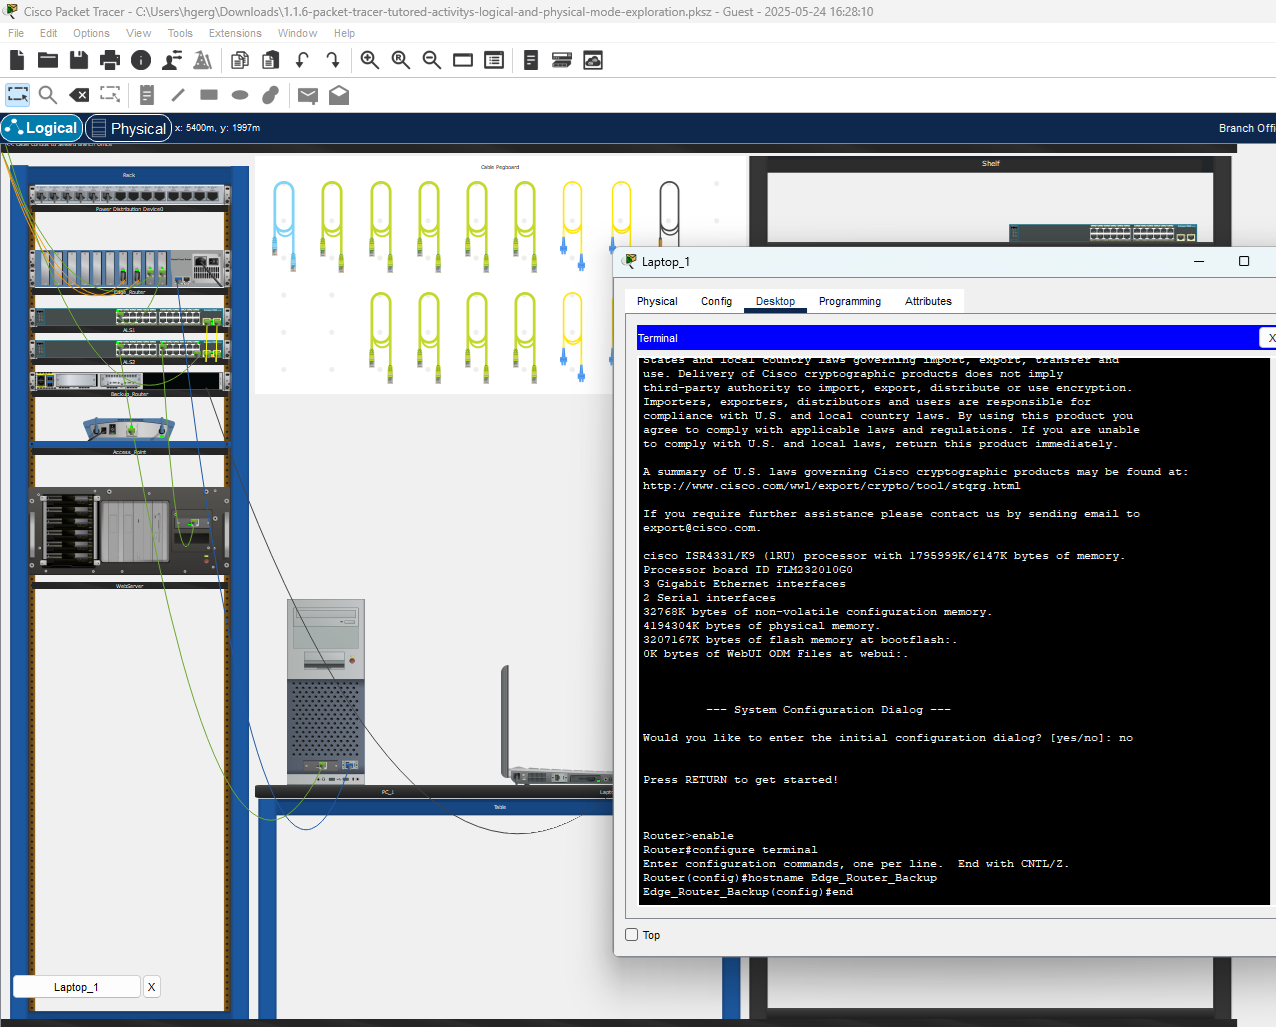 Cisco Packet Tracer - C:\Users\hgerg\Downloads\1.1.6-packet-tracer-tutored-activitys-logical-and-physical-mode-exploration.pksz - Guest - 2025-05-24 16:28:10
File Edit Options View Tools Extensions Window Help
Logical Physical x: 5400m, y: 1997m Branch Offi
Rack
Cable Pegboard
Shelf
Power Distribution Device0
Edge_Router
ALS1
ALS2
Backup_Router
Access_Point
WebServer
PC_1
Lapto
Table
Laptop_1
Physical Config Desktop Programming Attributes
Terminal X
States and local country laws governing import, export, transfer and
use. Delivery of Cisco cryptographic products does not imply
third-party authority to import, export, distribute or use encryption.
Importers, exporters, distributors and users are responsible for
compliance with U.S. and local country laws. By using this product you
agree to comply with applicable laws and regulations. If you are unable
to comply with U.S. and local laws, return this product immediately.
A summary of U.S. laws governing Cisco cryptographic products may be found at:
http://www.cisco.com/wwl/export/crypto/tool/stqrg.html
If you require further assistance please contact us by sending email to
export@cisco.com.
cisco ISR4331/K9 (1RU) processor with 1795999K/6147K bytes of memory.
Processor board ID FLM232010G0
3 Gigabit Ethernet interfaces
2 Serial interfaces
32768K bytes of non-volatile configuration memory.
4194304K bytes of physical memory.
3207167K bytes of flash memory at bootflash:.
0K bytes of WebUI ODM Files at webui:.
--- System Configuration Dialog ---
Would you like to enter the initial configuration dialog? [yes/no]: no
Press RETURN to get started!
Router>enable
Router#configure terminal
Enter configuration commands, one per line.  End with CNTL/Z.
Router(config)#hostname Edge_Router_Backup
Edge_Router_Backup(config)#end
Top
Laptop_1 X